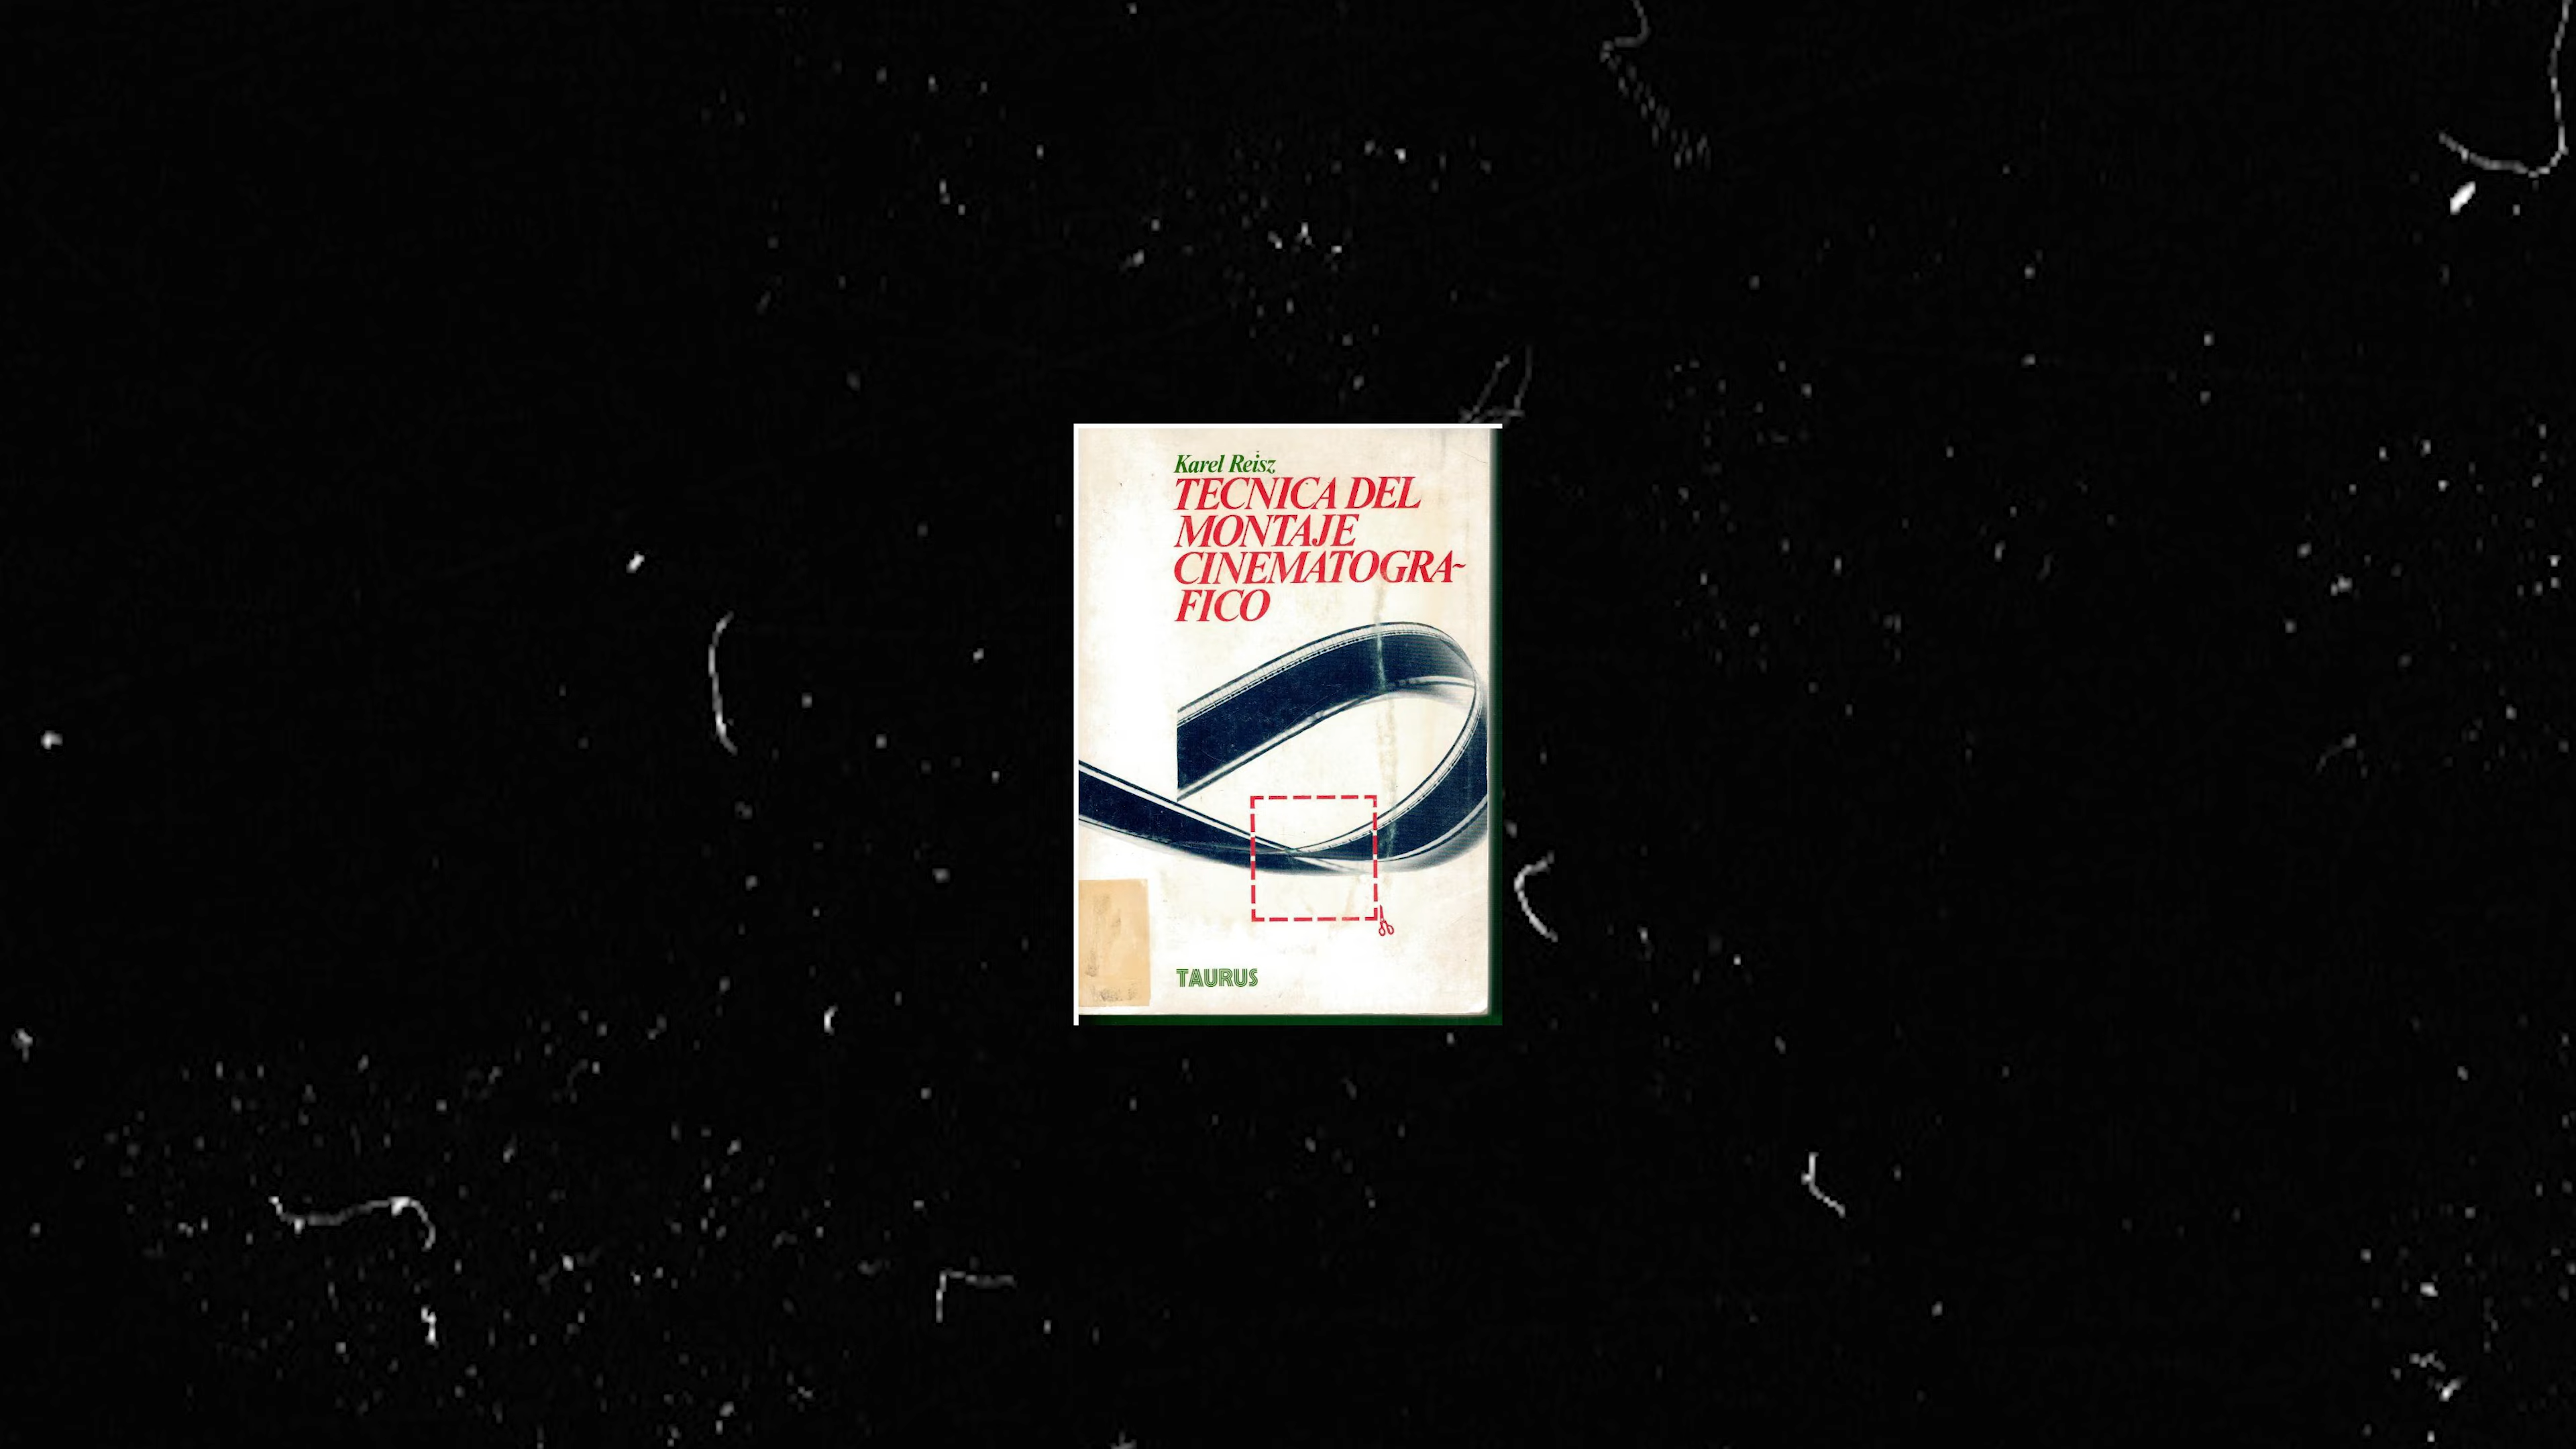 Karel Reisz
TECNICA DEL
MONTAJE
CINEMATOGRA-
FICO
TAURUS